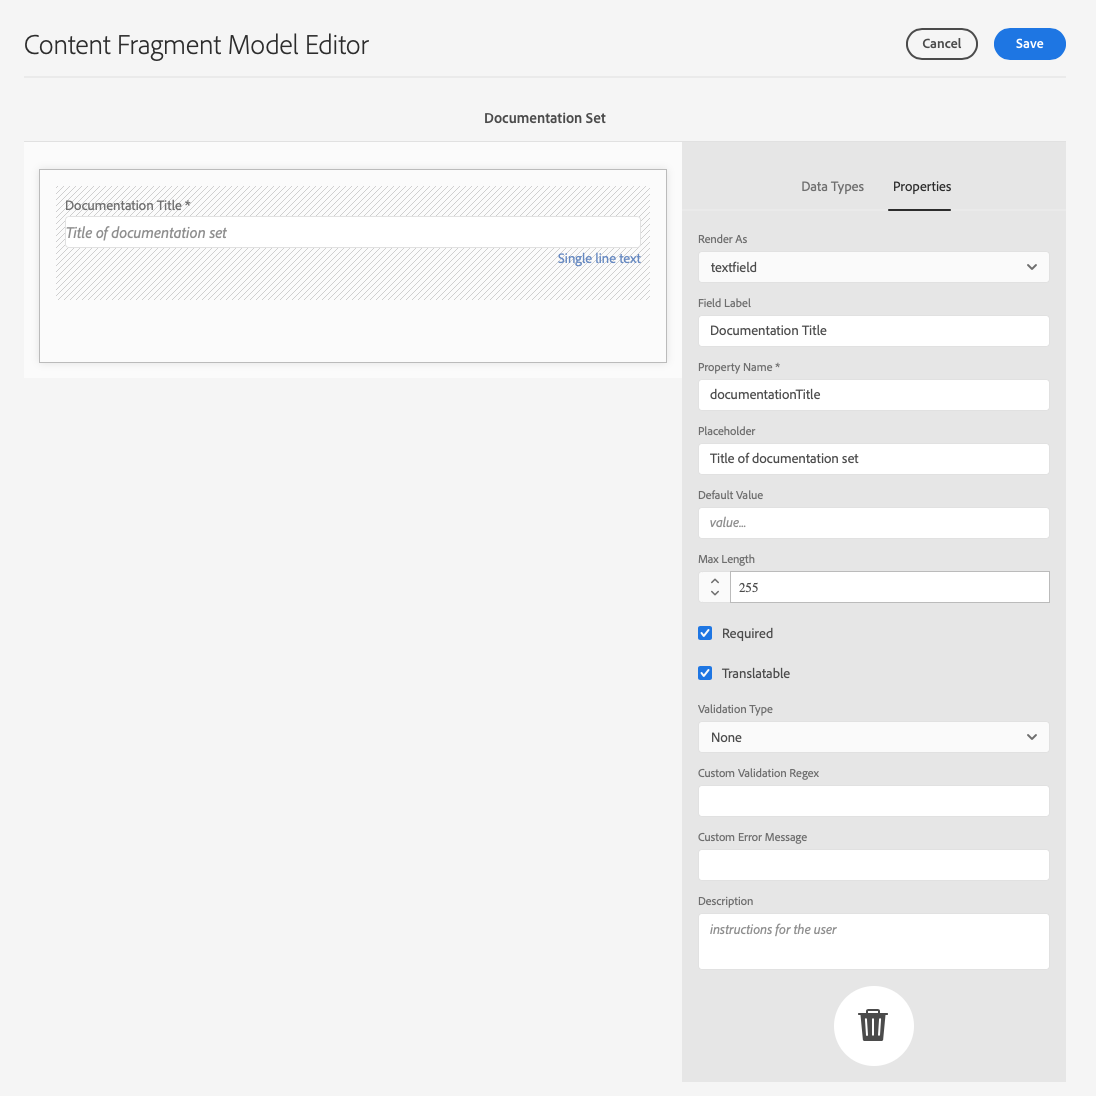 Content Fragment Model Editor
Cancel
Save
Documentation Set
Documentation Title *
Title of documentation set
Single line text
Data Types
Properties
Render As
textfield
Field Label
Documentation Title
Property Name *
documentationTitle
Placeholder
Title of documentation set
Default Value
value...
Max Length
255
Required
Translatable
Validation Type
None
Custom Validation Regex
Custom Error Message
Description
instructions for the user